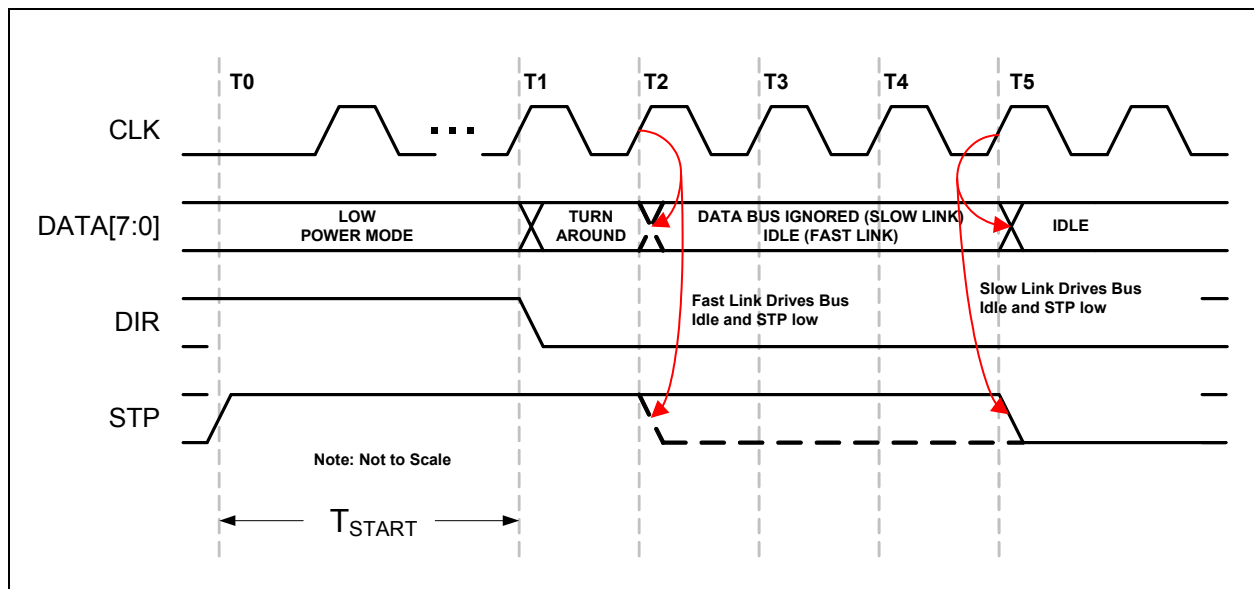 T0
T1
T2
T3
T4
T5
CLK
DATA[7:0]
LOW
POWER MODE
TURN
AROUND
DATA BUS IGNORED (SLOW LINK)
IDLE (FAST LINK)
IDLE
DIR
Fast Link Drives Bus
Idle and STP low
Slow Link Drives Bus
Idle and STP low
STP
Note: Not to Scale
TSTART